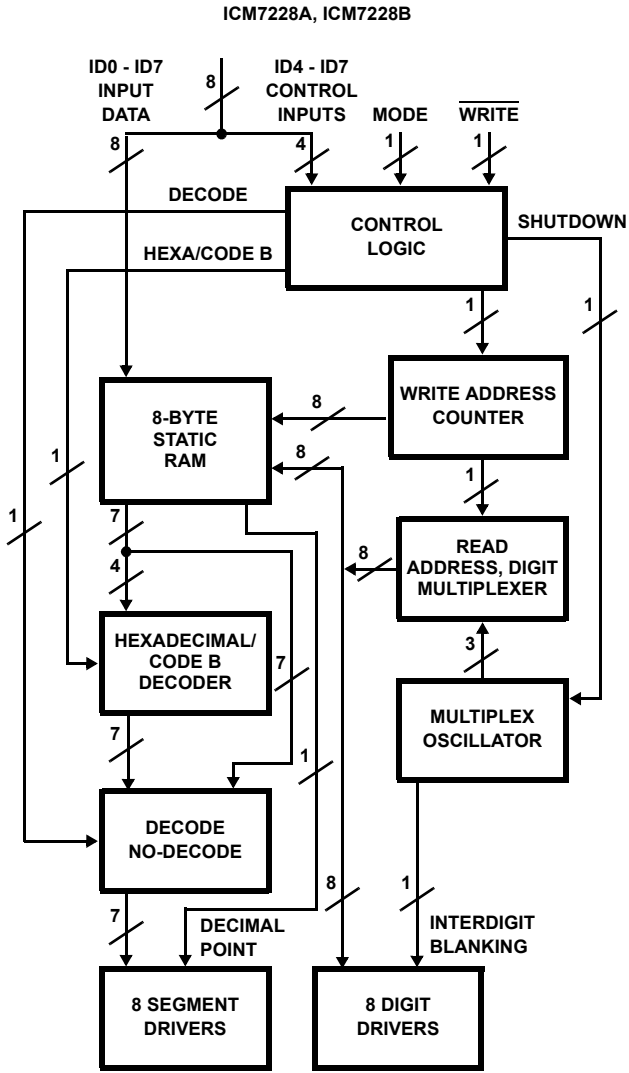 ICM7228A, ICM7228B
ID0 - ID7
INPUT
DATA
8
ID4 - ID7
CONTROL
INPUTS
MODE
WRITE
8
4
1
1
DECODE
CONTROL
LOGIC
SHUTDOWN
HEXA/CODE B
1
1
8-BYTE
STATIC
RAM
8
WRITE ADDRESS
COUNTER
8
1
1
1
7
READ
ADDRESS, DIGIT
MULTIPLEXER
8
4
HEXADECIMAL/
CODE B
DECODER
7
3
MULTIPLEX
OSCILLATOR
7
1
DECODE
NO-DECODE
8
1
7
DECIMAL
POINT
INTERDIGIT
BLANKING
8 SEGMENT
DRIVERS
8 DIGIT
DRIVERS